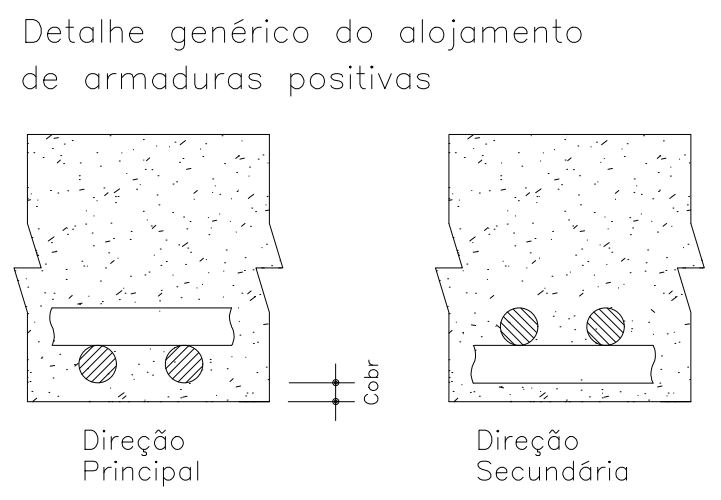 Detalhe genérico do alojamento
de armaduras positivas
Cobr
Direção
Principal
Direção
Secundária